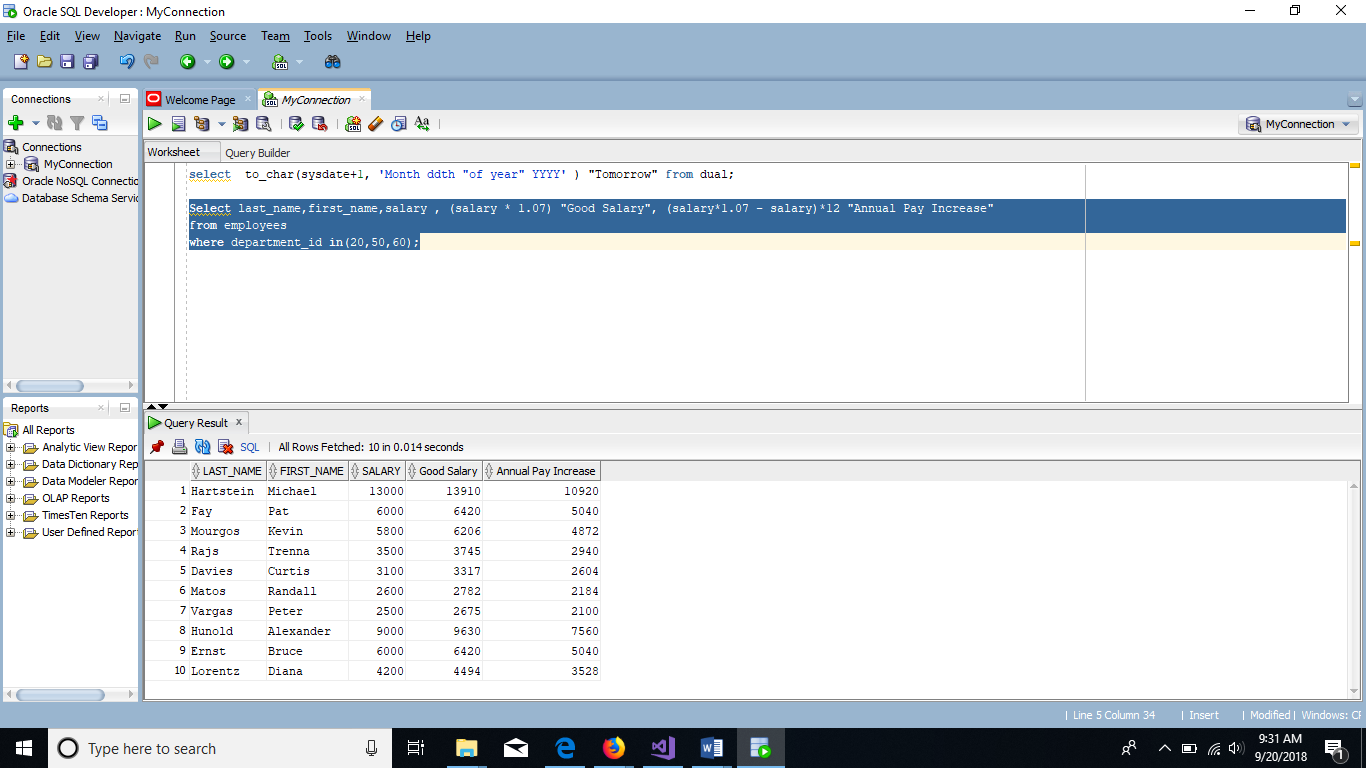 Oracle SQL Developer : MyConnection
File Edit View Navigate Run Source Team Tools Window Help
Connections
Connections
MyConnection
Oracle NoSQL Connectio
Database Schema Servic
Reports
All Reports
Analytic View Repor
Data Dictionary Rep
Data Modeler Repor
OLAP Reports
TimesTen Reports
User Defined Report
Welcome Page MyConnection
MyConnection
Worksheet Query Builder
select to_char(sysdate+1, 'Month ddth "of year" YYYY' ) "Tomorrow" from dual;
Select last_name,first_name,salary , (salary * 1.07) "Good Salary", (salary*1.07 - salary)*12 "Annual Pay Increase"
from employees
where department_id in(20,50,60);
Query Result
SQL | All Rows Fetched: 10 in 0.014 seconds
LAST_NAME FIRST_NAME SALARY Good Salary Annual Pay Increase
1 Hartstein Michael 13000 13910 10920
2 Fay Pat 6000 6420 5040
3 Mourgos Kevin 5800 6206 4872
4 Rajs Trenna 3500 3745 2940
5 Davies Curtis 3100 3317 2604
6 Matos Randall 2600 2782 2184
7 Vargas Peter 2500 2675 2100
8 Hunold Alexander 9000 9630 7560
9 Ernst Bruce 6000 6420 5040
10 Lorentz Diana 4200 4494 3528
| Line 5 Column 34 | Insert | Modified | Windows: CF
Type here to search
9:31 AM
9/20/2018
1